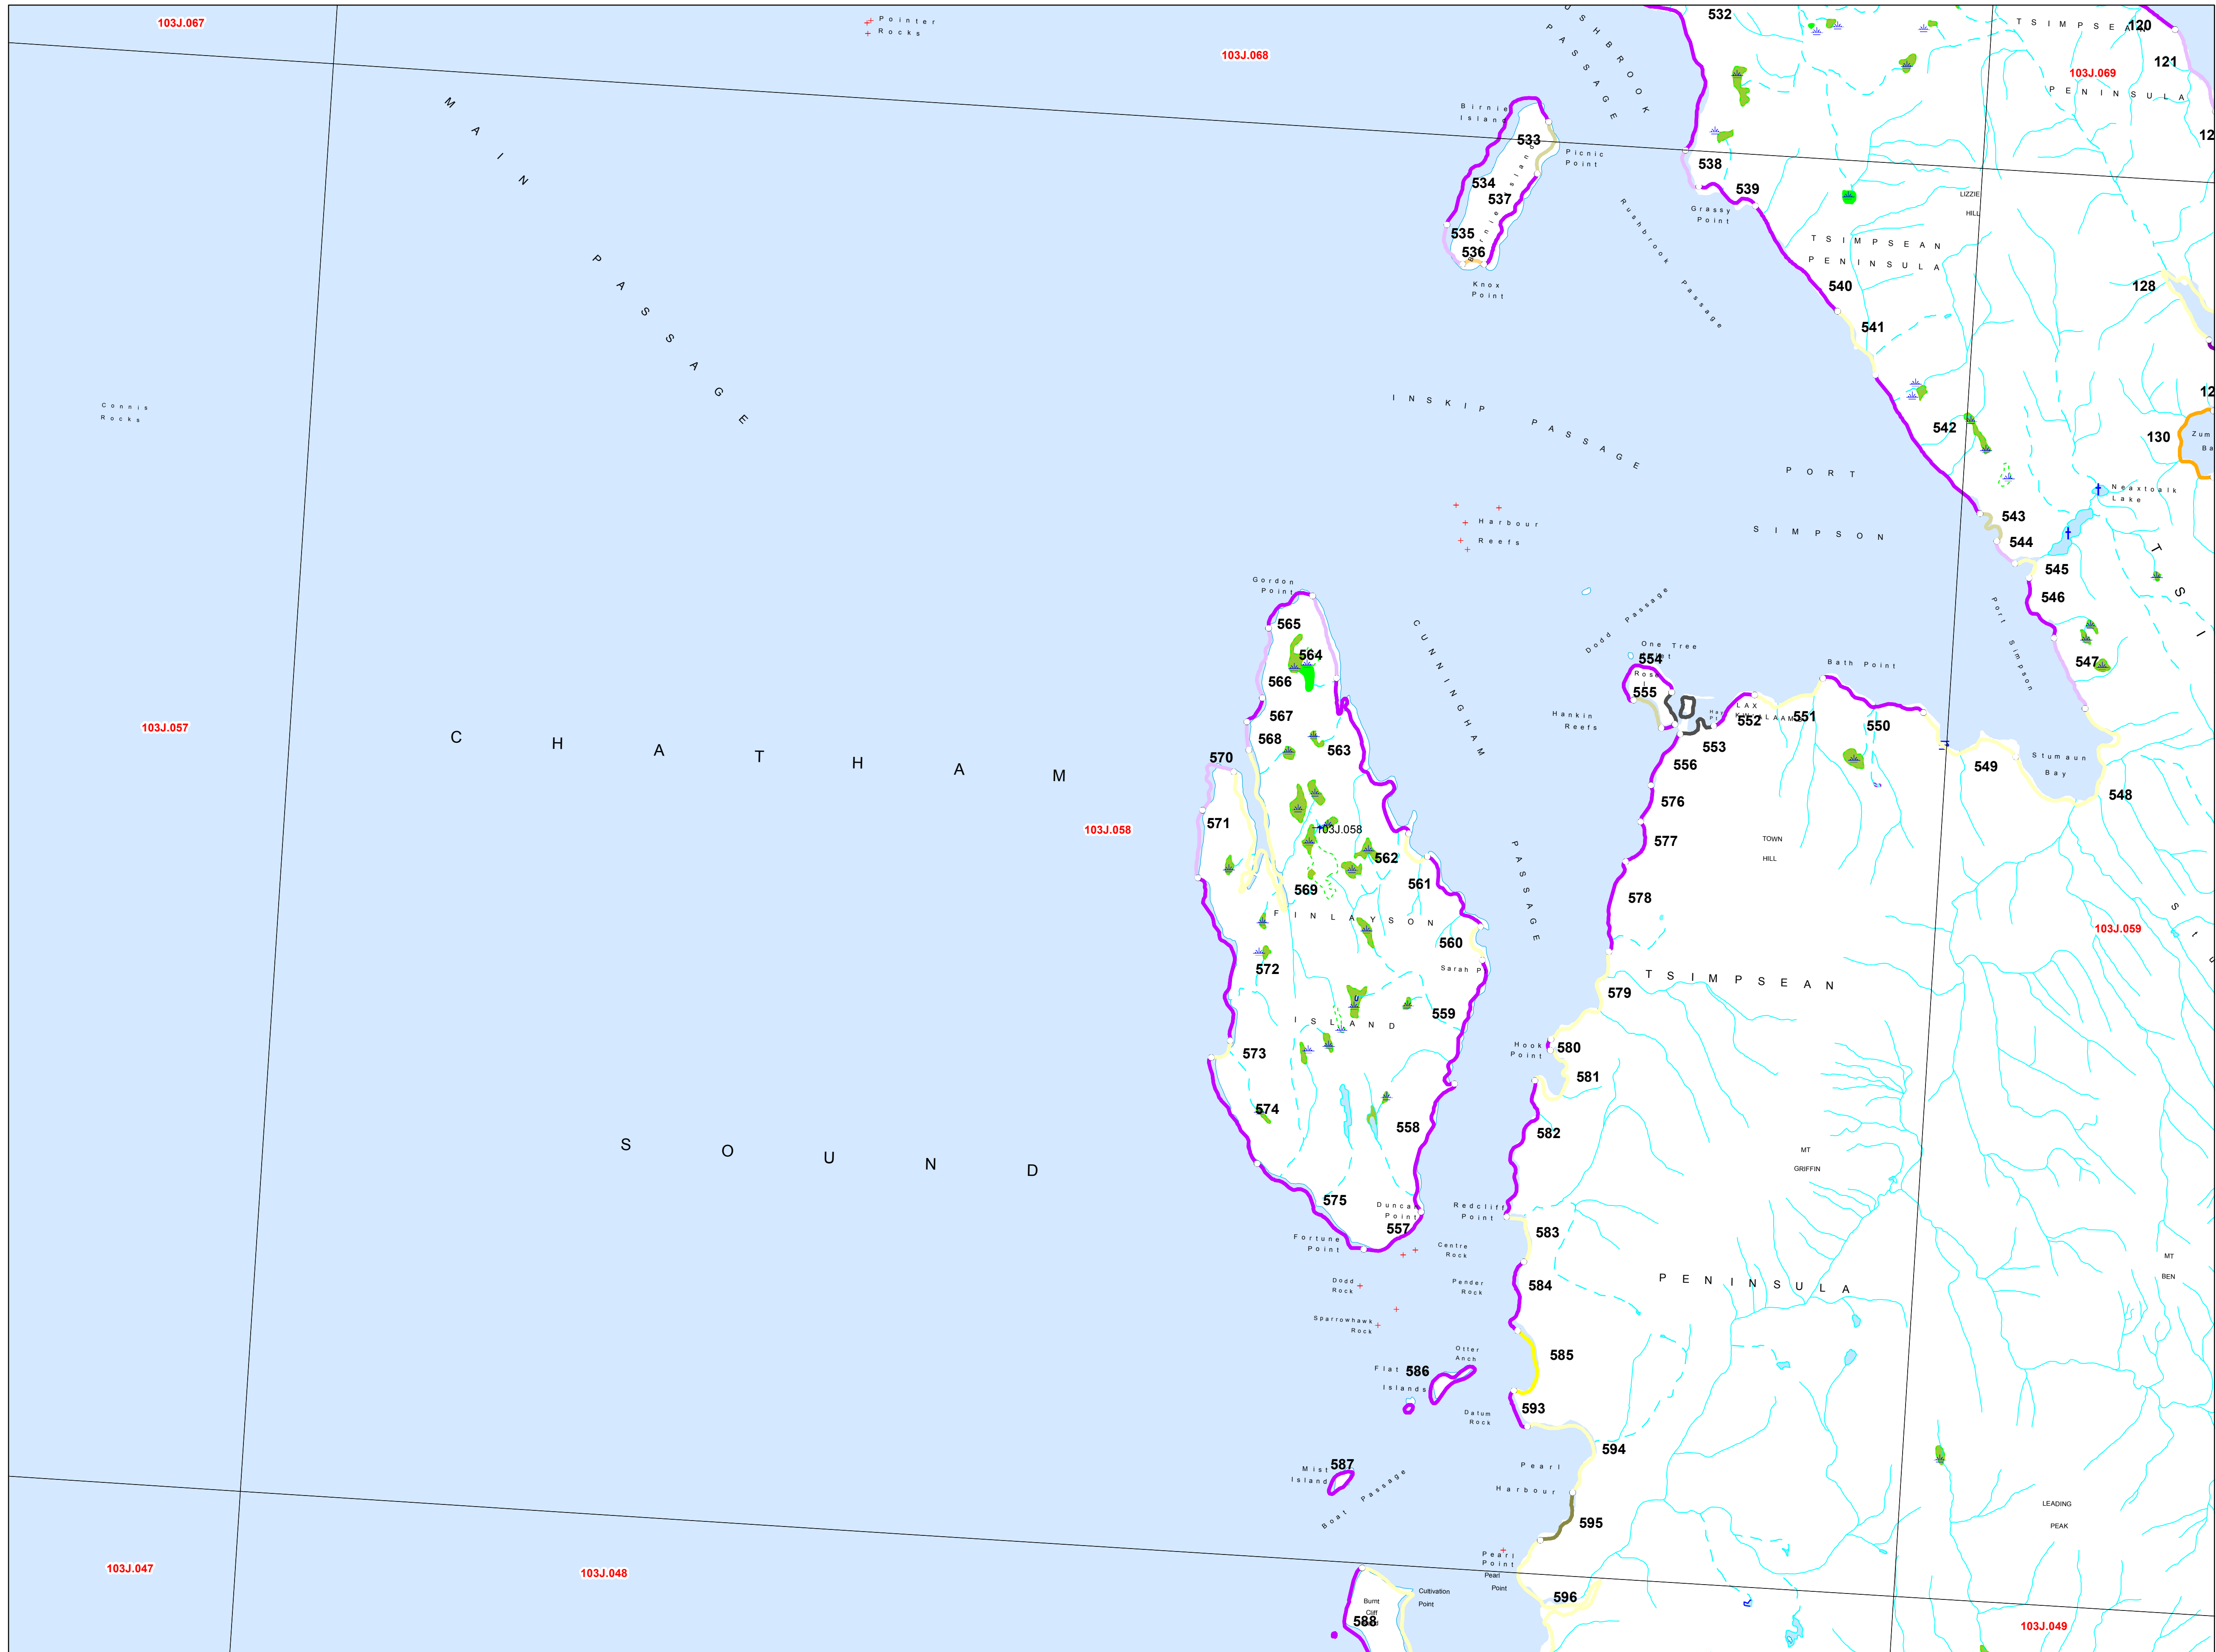 103J.067
Pointer
Rocks
103J.068
USHBROOK
PASSAGE
532
TSIMPSEAN
120
121
103J.069
PENINSULA
12
MAIN PASSAGE
Birnie
Island
533
Picnic
Point
538
539
534
537
Grassy
Point
LIZZIE
HILL
Rushbrook Passage
535
536
Knox
Point
TSIMPSEAN
PENINSULA
540
541
128
Connis
Rocks
INSKIP PASSAGE
542
12
130
Zum
Ba
PORT
SIMPSON
Neaxtoalk
Lake
Harbour
Reefs
543
544
545
546
Port Simpson
547
T S I
Gordon
Point
565
564
566
567
568
563
CUNNINGHAM
PASSAGE
Dodd Passage
One Tree
554
Rose
555
Hankin
Reefs
LAX
552
551
Bath Point
550
553
556
549
Stumaun
Bay
548
103J.057
CHATHAM
SOUND
570
571
103J.058
103J.058
562
561
569
576
577
578
TOWN
HILL
FINLAYSON
ISLAND
560
Sarah P
572
559
573
574
558
575
Duncan
Point
557
Fortune
Point
103J.059
TSIMPSEAN
PENINSULA
579
Hook
Point
580
581
582
MT
GRIFFIN
Redcliff
Point
583
Centre
Rock
Dodd
Rock
Pender
Rock
584
MT
BEN
Sparrowhawk
Rock
Otter
Anch
585
Flat
586
Islands
Datum
Rock
593
594
Mist
587
Island
Boat Passage
Pearl
Harbour
595
LEADING
PEAK
103J.047
103J.048
Pearl
Point
Pearl
Point
Cultivation
Point
Burnt
Cliff
588
596
103J.049